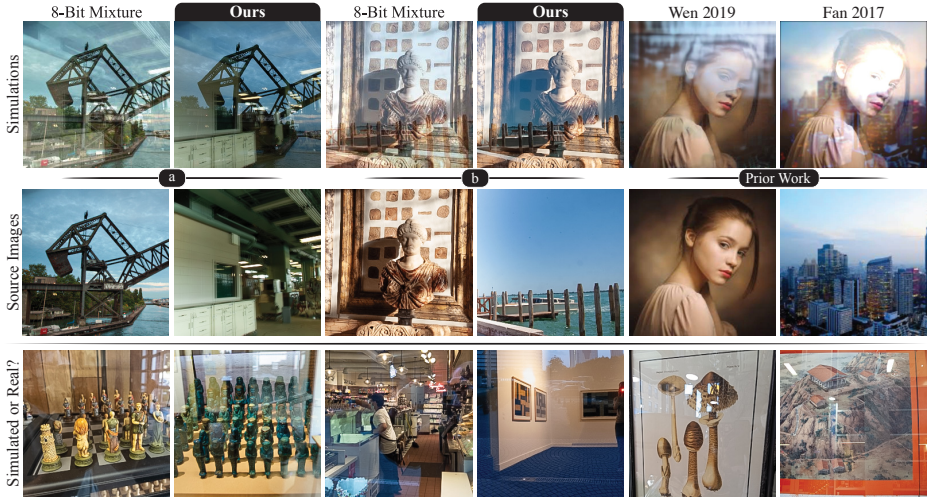 8-Bit Mixture
Ours
8-Bit Mixture
Ours
Wen 2019
Fan 2017
Simulations
a
b
Prior Work
Source Images
Simulated or Real?